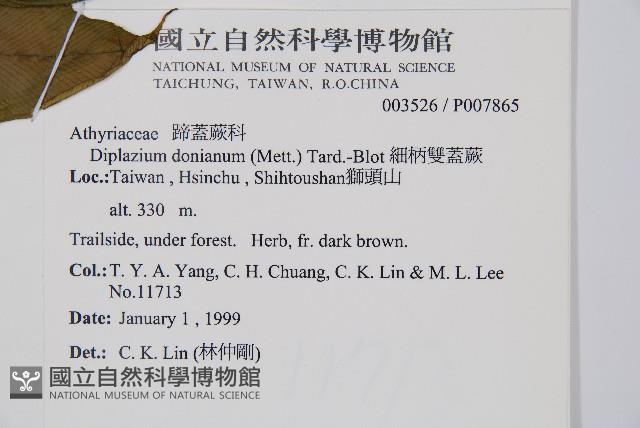 國立自然科學博物館
NATIONAL MUSEUM OF NATURAL SCIENCE
TAICHUNG, TAIWAN, R.O.CHINA
003526 / P007865
Athyriaceae 蹄蓋蕨科
Diplazium donianum (Mett.) Tard.-Blot 細柄雙蓋蕨
Loc.:Taiwan , Hsinchu , Shihtoushan獅頭山
alt. 330 m.
Trailside, under forest. Herb, fr. dark brown.
Col.:T. Y. A. Yang, C. H. Chuang, C. K. Lin & M. L. Lee
No.11713
Date: January 1 , 1999
Det.: C. K. Lin (林仲剛)
國立自然科學博物館
NATIONAL MUSEUM OF NATURAL SCIENCE